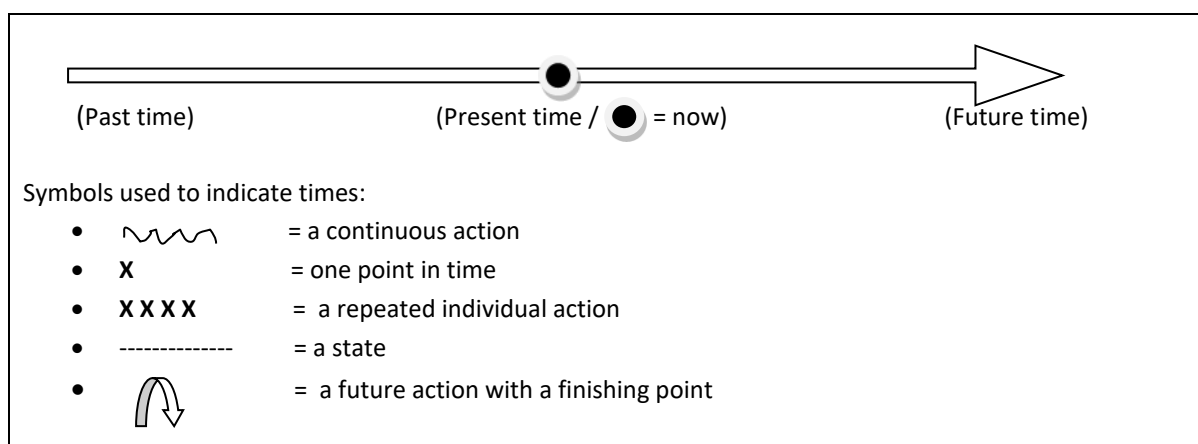 (Past time) (Present time / = now) (Future time)
Symbols used to indicate times:
• = a continuous action
• X = one point in time
• X X X X = a repeated individual action
• -------------- = a state
• = a future action with a finishing point